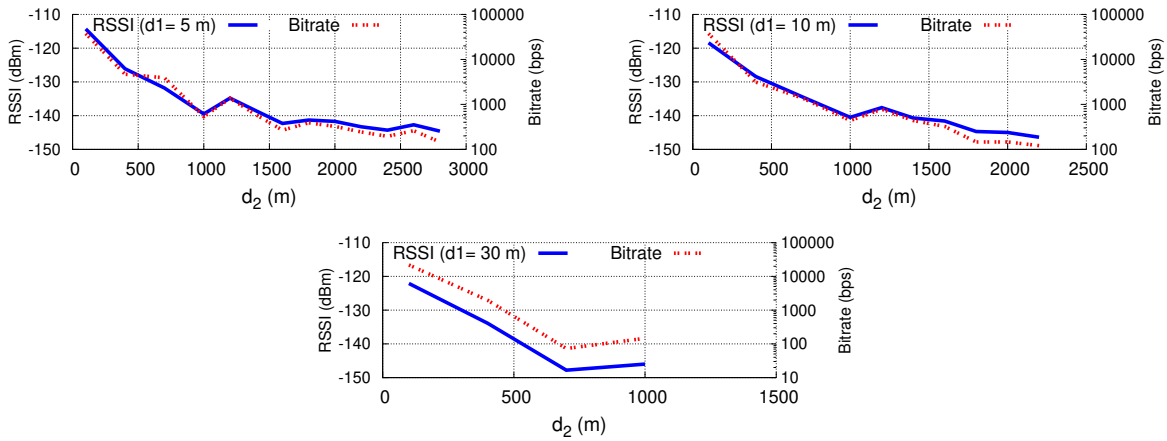 RSSI (d1= 5 m) Bitrate
RSSI (dBm)
-110
-120
-130
-140
-150
100000
10000
1000
100
Bitrate (bps)
0 500 1000 1500 2000 2500 3000
d2 (m)
RSSI (d1= 10 m) Bitrate
RSSI (dBm)
-110
-120
-130
-140
-150
100000
10000
1000
100
Bitrate (bps)
0 500 1000 1500 2000 2500
d2 (m)
RSSI (d1= 30 m) Bitrate
RSSI (dBm)
-110
-120
-130
-140
-150
100000
10000
1000
100
10
Bitrate (bps)
0 500 1000 1500
d2 (m)